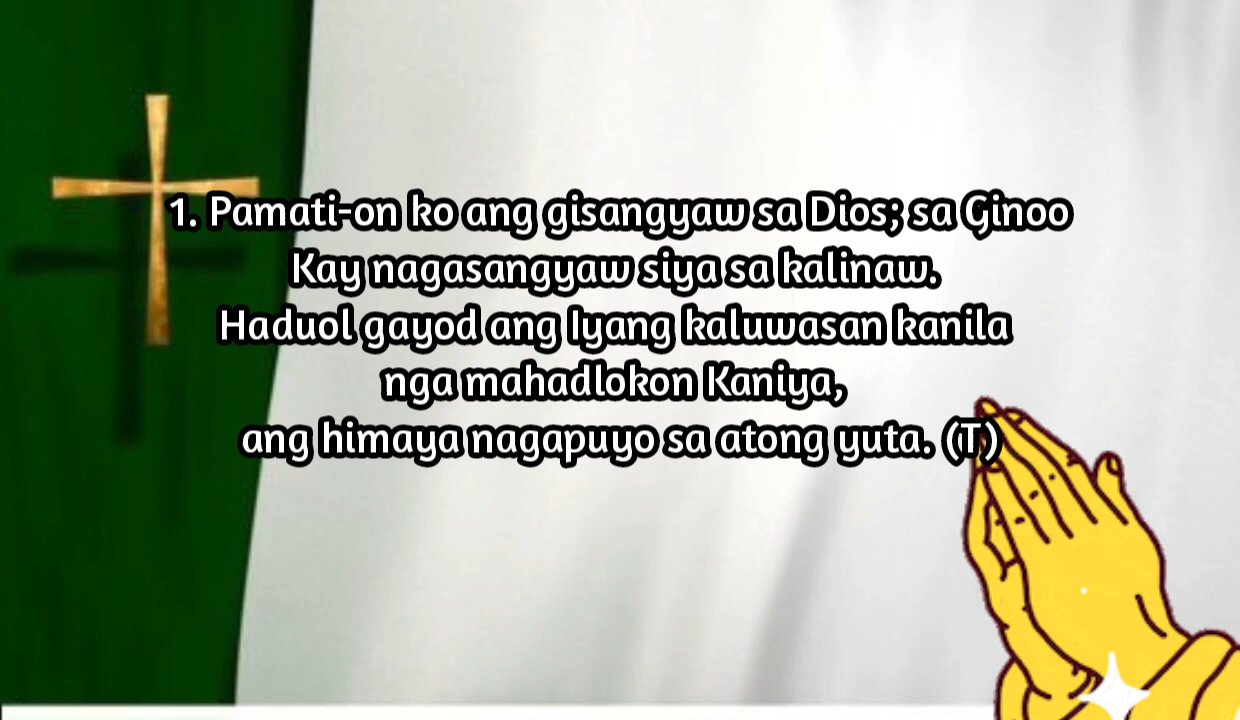 1. Pamati-on ko ang gisangyaw sa Dios; sa Ginoo
Kay nagasangyaw siya sa kalinaw.
Haduol gayod ang Iyang kaluwasan kanila
nga mahadlokon Kaniya,
ang himaya nagapuyo sa atong yuta. (T)